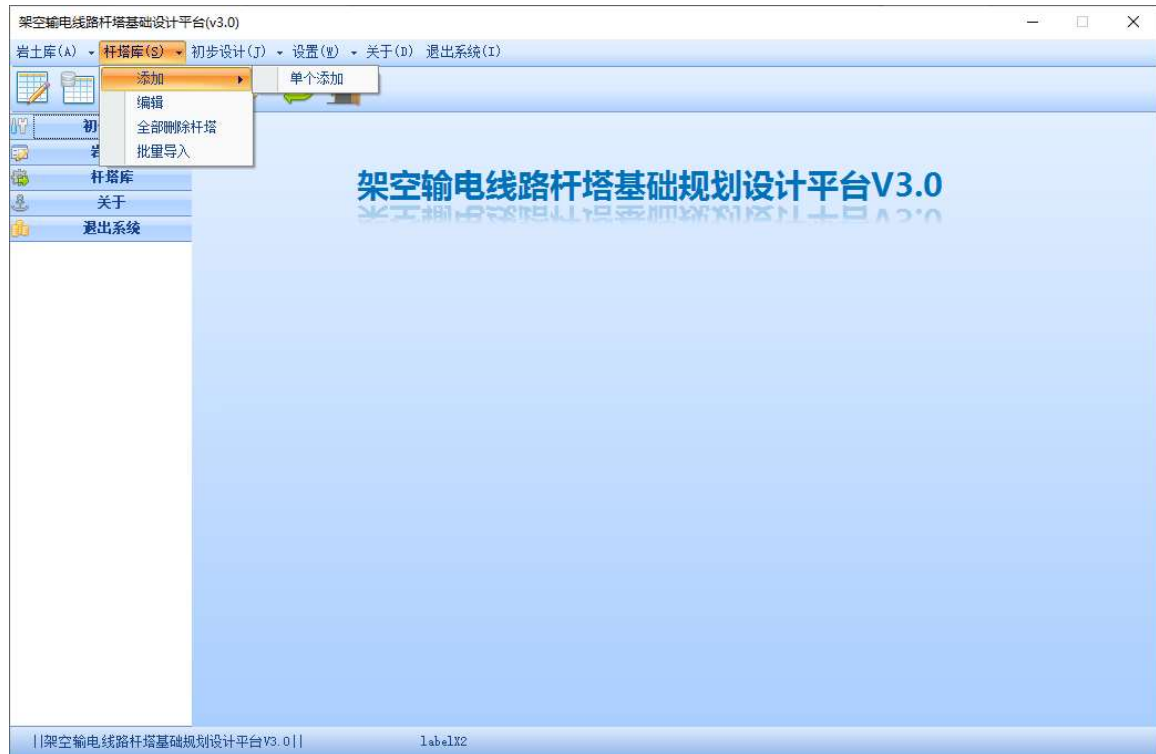 架空输电线路杆塔基础设计平台(v3.0)
岩土库(A) 杆塔库(S) 初步设计(J) 设置(W) 关于(D) 退出系统(I)
添加 单个添加
编辑
全部删除杆塔
批量导入
初
岩
杆塔库
关于
退出系统
架空输电线路杆塔基础规划设计平台V3.0
||架空输电线路杆塔基础规划设计平台V3.0|| labelX2